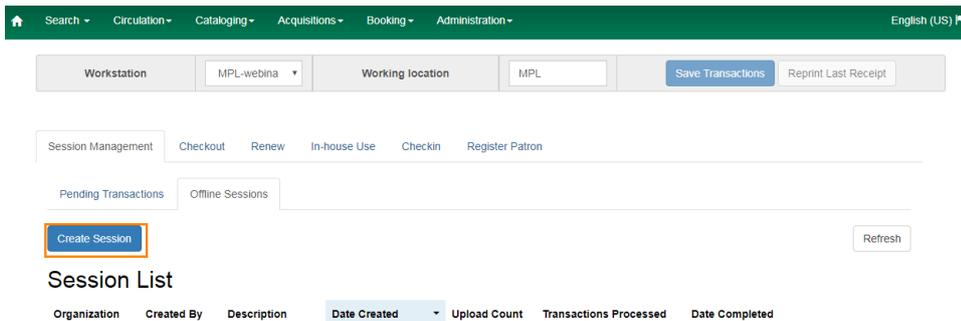 Search Circulation Cataloging Acquisitions Booking Administration English (US)
Workstation MPL-webina Working location MPL Save Transactions Reprint Last Receipt
Session Management Checkout Renew In-house Use Checkin Register Patron
Pending Transactions Offline Sessions
Create Session Refresh
Session List
Organization Created By Description Date Created Upload Count Transactions Processed Date Completed